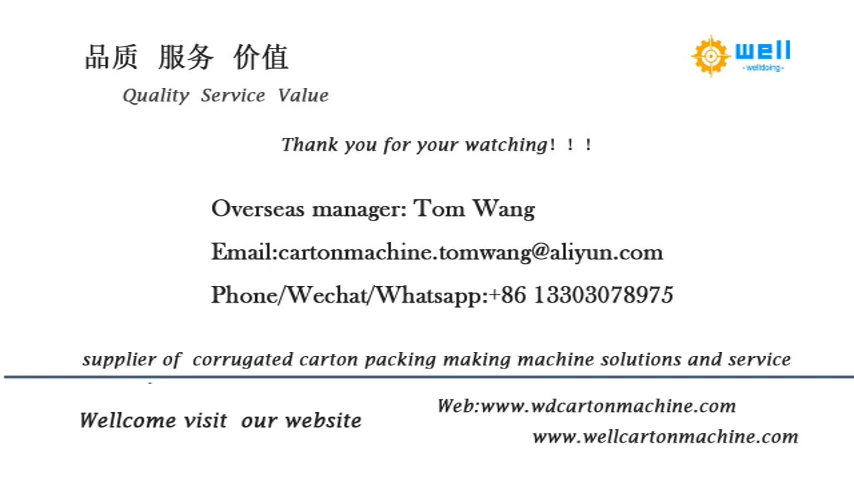 品质 服务 价值
well
-welldoing-
Quality Service Value
Thank you for your watching！！！
Overseas manager: Tom Wang
Email:cartonmachine.tomwang@aliyun.com
Phone/Wechat/Whatsapp:+86 13303078975
supplier of corrugated carton packing making machine solutions and service
Wellcome visit our website
Web:www.wdcartonmachine.com
www.wellcartonmachine.com